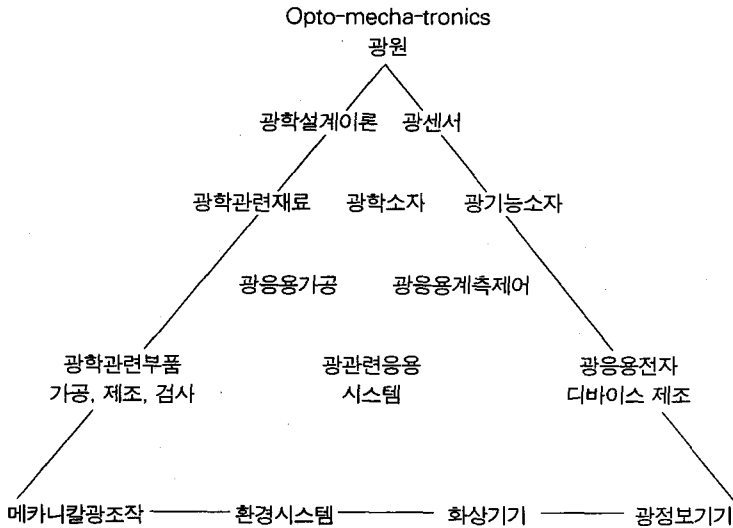 Opto-mecha-tronics
광원
광학설계이론 광센서
광학관련재료 광학소자 광기능소자
광응용가공 광응용계측제어
광학관련부품 광관련응용 광응용전자
가공, 제조, 검사 시스템 디바이스 제조
메카니칼광조작 환경시스템 화상기기 광정보기기